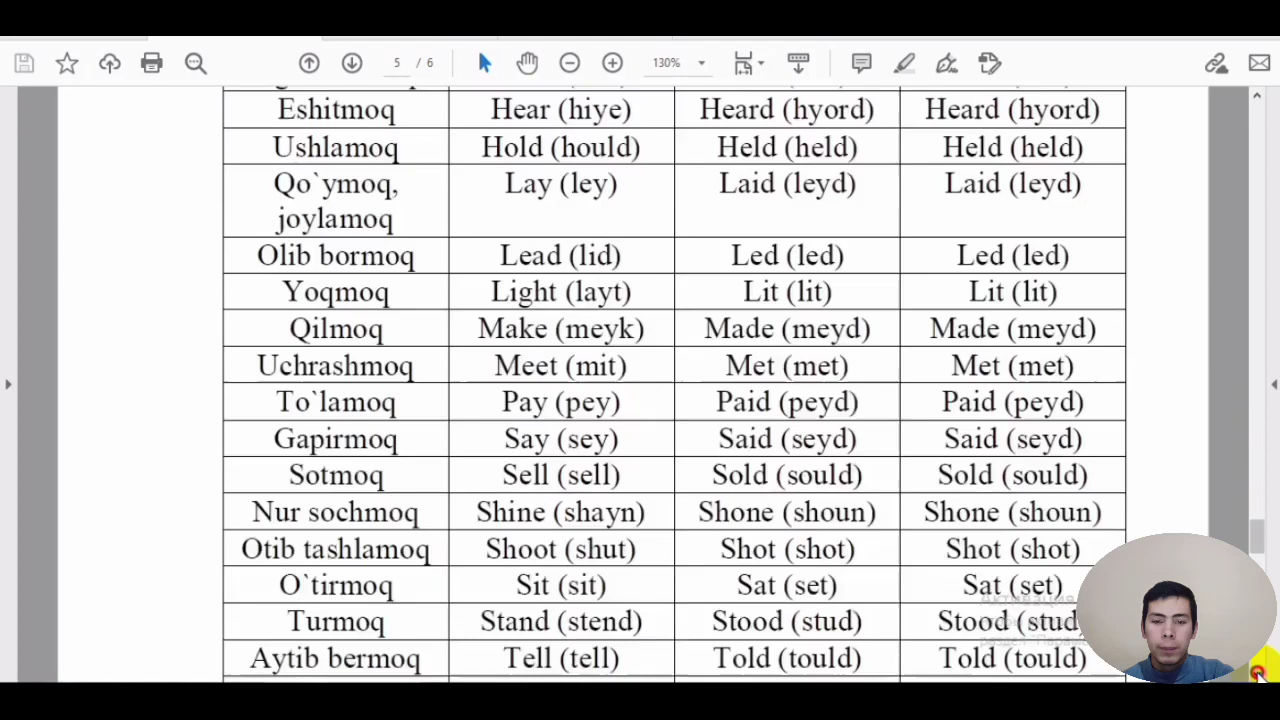 5 / 6 130%
Eshitmoq Hear (hiye) Heard (hyord) Heard (hyord)
Ushlamoq Hold (hould) Held (held) Held (held)
Qo`ymoq, Lay (ley) Laid (leyd) Laid (leyd)
joylamoq
Olib bormoq Lead (lid) Led (led) Led (led)
Yoqmoq Light (layt) Lit (lit) Lit (lit)
Qilmoq Make (meyk) Made (meyd) Made (meyd)
Uchrashmoq Meet (mit) Met (met) Met (met)
To`lamoq Pay (pey) Paid (peyd) Paid (peyd)
Gapirmoq Say (sey) Said (seyd) Said (seyd)
Sotmoq Sell (sell) Sold (sould) Sold (sould)
Nur sochmoq Shine (shayn) Shone (shoun) Shone (shoun)
Otib tashlamoq Shoot (shut) Shot (shot) Shot (shot)
O`tirmoq Sit (sit) Sat (set) Sat (set)
Turmoq Stand (stend) Stood (stud) Stood (stud
Aytib bermoq Tell (tell) Told (tould) Told (tould)
Активация